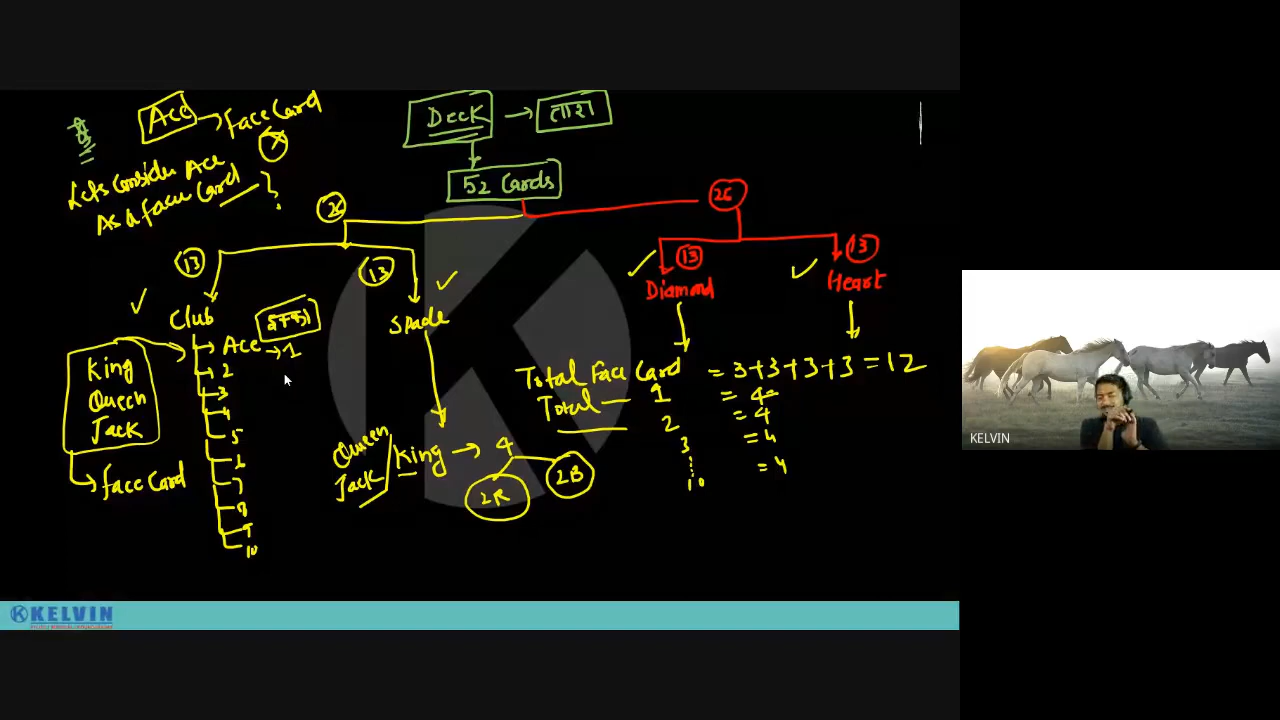 Ace → Face Card
Lets Consider Ace
As a face Card
?
Deck → ताश
52 Cards
26
26
13
13
13
13
Club
Spade
Diamond
Heart
King
Queen
Jack
face Card
Ace → 1
2
3
4
5
6
7
8
9
10
Queen
Jack / King → 4
2R
2B
Total Face Card = 3+3+3+3 = 12
Total 1 = 4
2 = 4
3 = 4
10 = 4
KELVIN
KELVIN